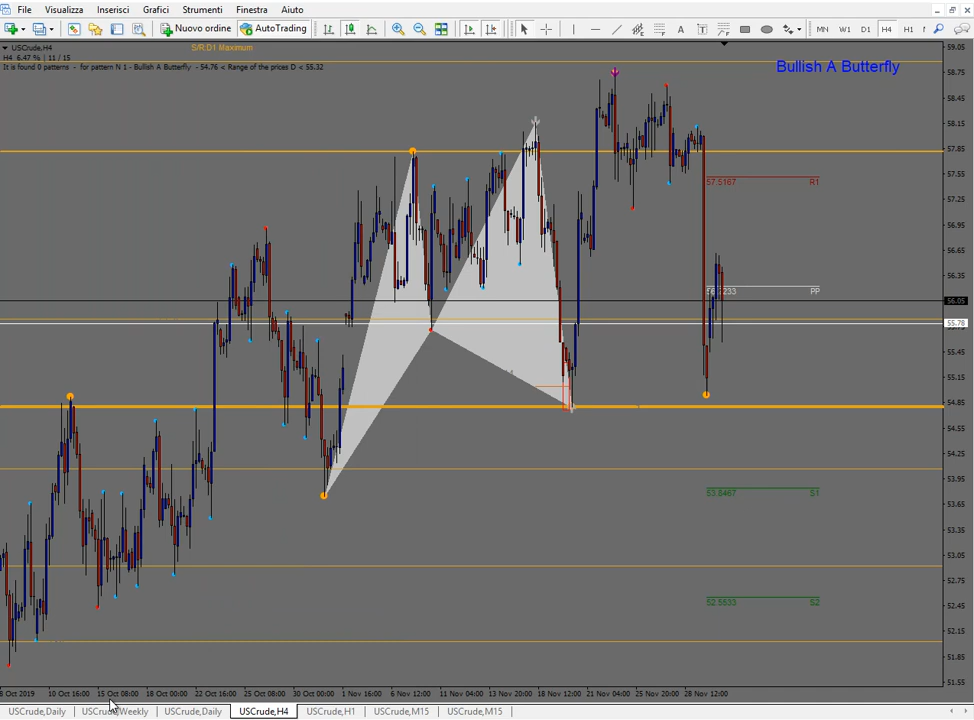 File Visualizza Inserisci Grafici Strumenti Finestra Aiuto
Nuovo ordine AutoTrading A T MN W1 D1 H4 H1
USCrude,H4 S/R:D1 Maximum
H4 6.47 % | 11 / 15
It is found 0 patterns - for pattern N 1 - Bullish A Butterfly - 54.76 < Range of the prices D < 55.32
Bullish A Butterfly
59.05
58.75
58.45
58.15
57.85
57.55
57.5167 R1
57.25
56.95
56.65
56.35
PP
56.05
55.78
55.45
55.15
54.85
54.55
54.25
53.95
53.8467 S1
53.65
53.35
53.05
52.75
52.5533 S2
52.45
52.15
51.85
51.55
8 Oct 2019 10 Oct 16:00 15 Oct 08:00 18 Oct 00:00 22 Oct 16:00 25 Oct 08:00 30 Oct 00:00 1 Nov 16:00 6 Nov 12:00 11 Nov 04:00 13 Nov 20:00 18 Nov 12:00 21 Nov 04:00 25 Nov 20:00 28 Nov 12:00
USCrude,Daily USCrude,Weekly USCrude,Daily USCrude,H4 USCrude,H1 USCrude,M15 USCrude,M15